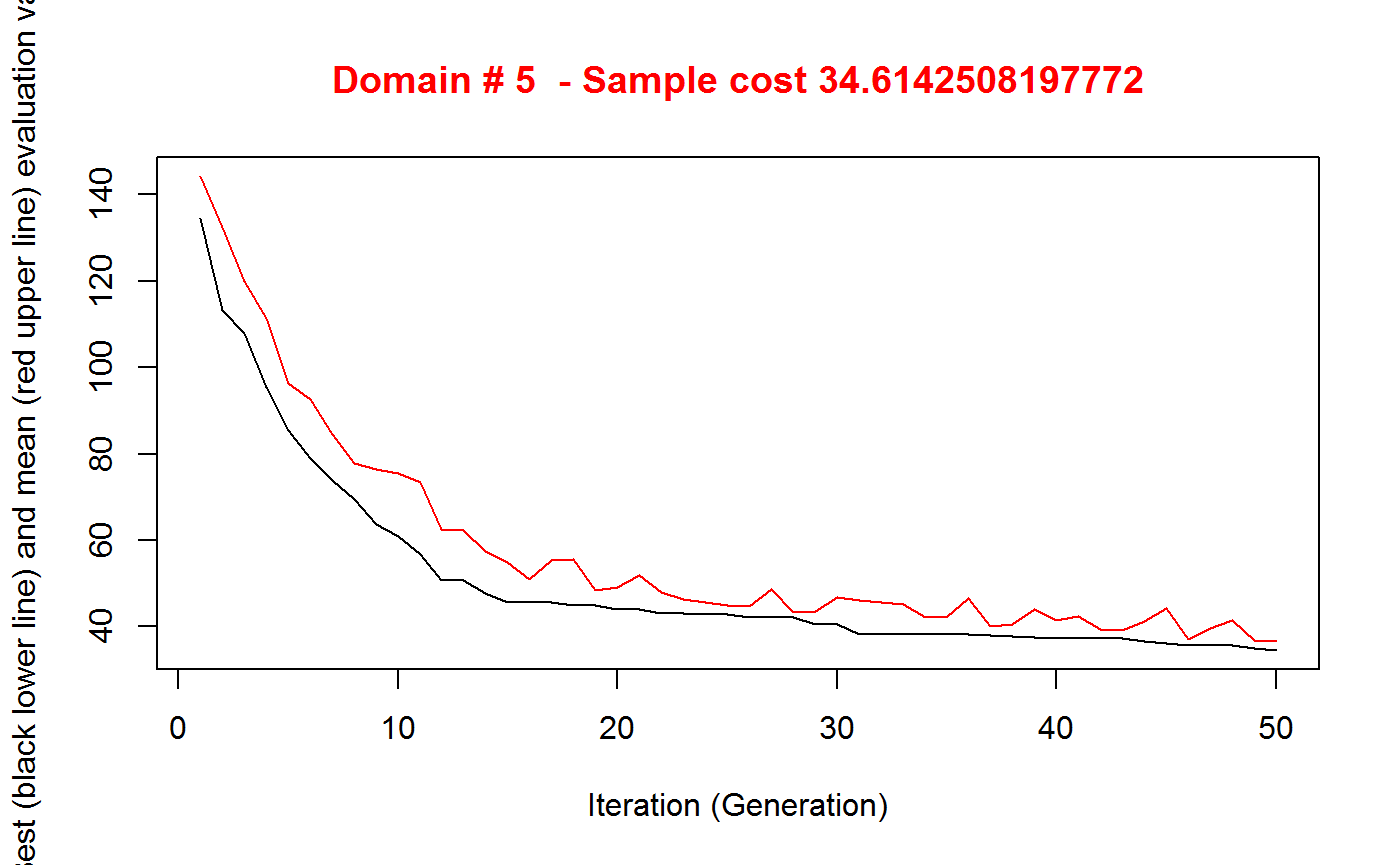 Domain # 5  - Sample cost 34.6142508197772
(black lower line) and mean (red upper line) evaluation
140
120
100
80
60
40
0 10 20 30 40 50
Iteration (Generation)